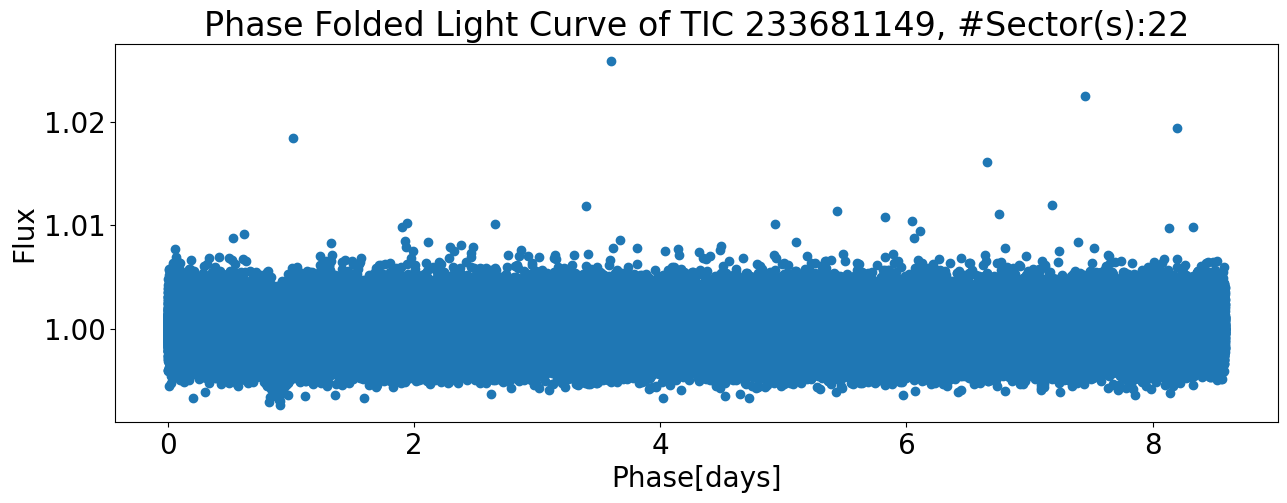 Phase Folded Light Curve of TIC 233681149, #Sector(s):22
1.02
1.01
1.00
Flux
0 2 4 6 8
Phase[days]